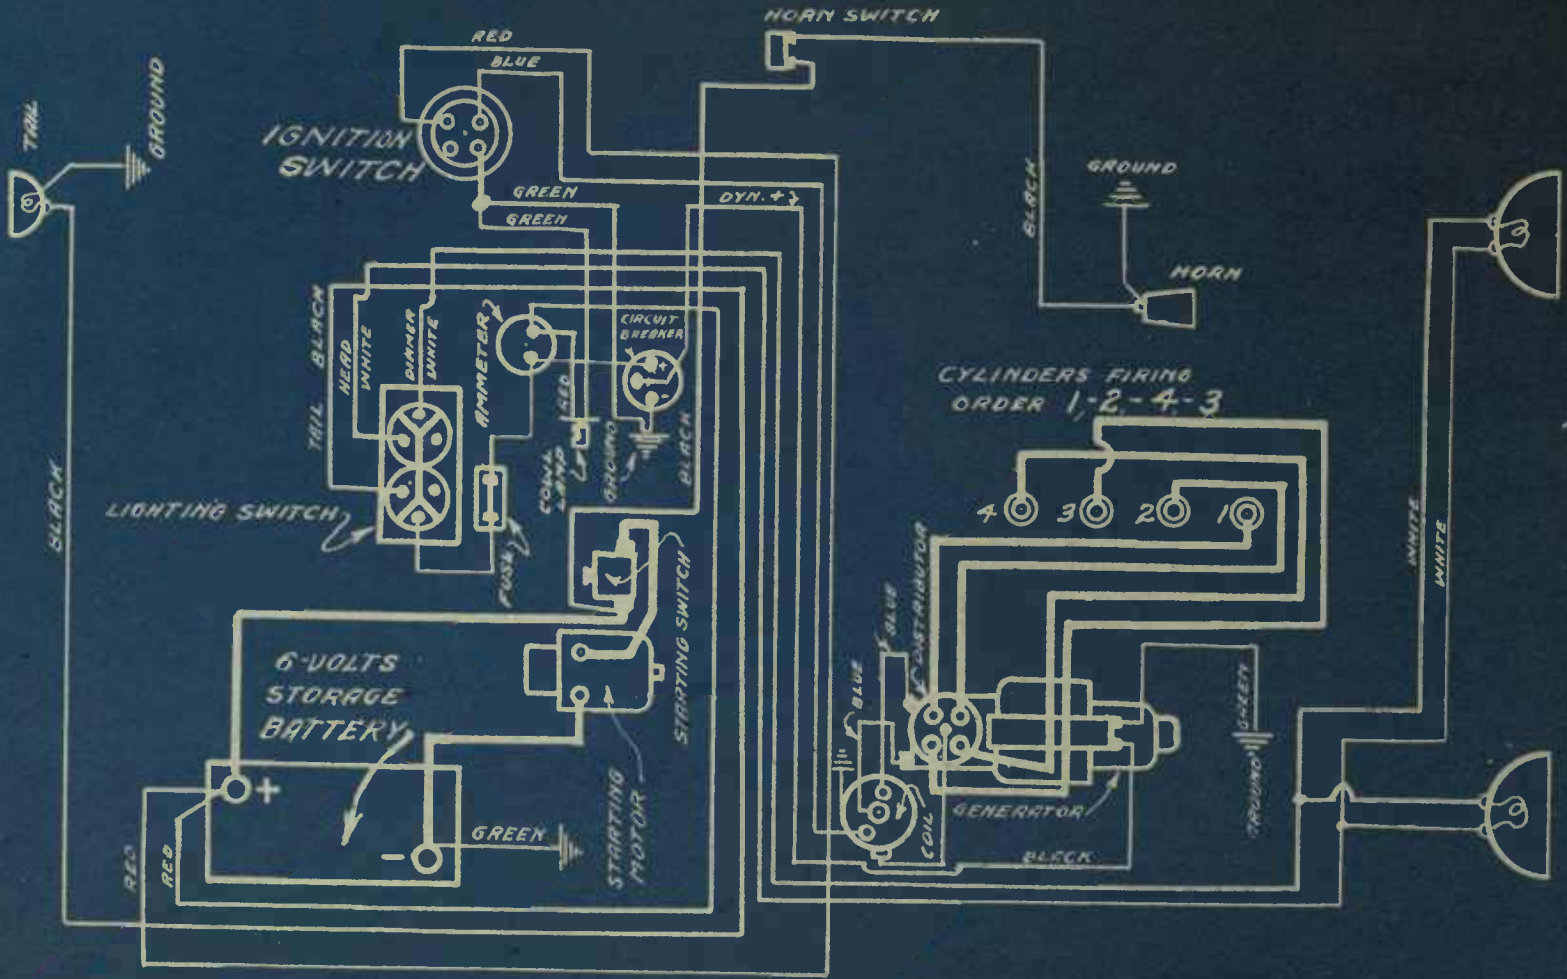 HORN SWITCH
RED
BLUE
TAIL
GROUND
IGNITION
SWITCH
GREEN
GREEN
DYN. +
BLACK
GROUND
HORN
TAIL BLACK
HEAD
WHITE
DIMMER
WHITE
AMMETER
CIRCUIT
BREAKER
+
-
RED
COWL
LAMP
GROUND
BLACK
CYLINDERS FIRING
ORDER 1,-2.-4.-3
4
3
2
1
LIGHTING SWITCH
FUSE
BLACK
WHITE
WHITE
STARTING SWITCH
BLUE
DISTRIBUTOR
BLUE
6-VOLTS
STORAGE
BATTERY
+
-
GREEN
RED
RED
STARTING
MOTOR
COIL
GENERATOR
BLACK
GREEN
GROUND